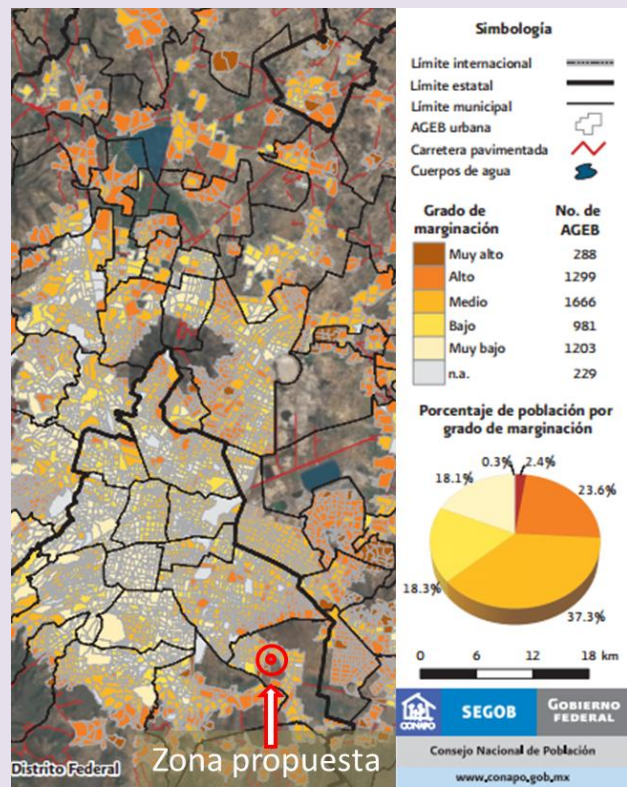 Simbología
Límite internacional
Límite estatal
Límite municipal
AGEB urbana
Carretera pavimentada
Cuerpos de agua
Grado de marginación
No. de AGEB
Muy alto 288
Alto 1299
Medio 1666
Bajo 981
Muy bajo 1203
n.a. 229
Porcentaje de población por
grado de marginación
0.3% 2.4%
18.1%
23.6%
18.3%
37.3%
0 6 12 18 km
CONAPO
SEGOB
GOBIERNO
FEDERAL
Consejo Nacional de Población
www.conapo.gob.mx
Zona propuesta
Distrito Federal